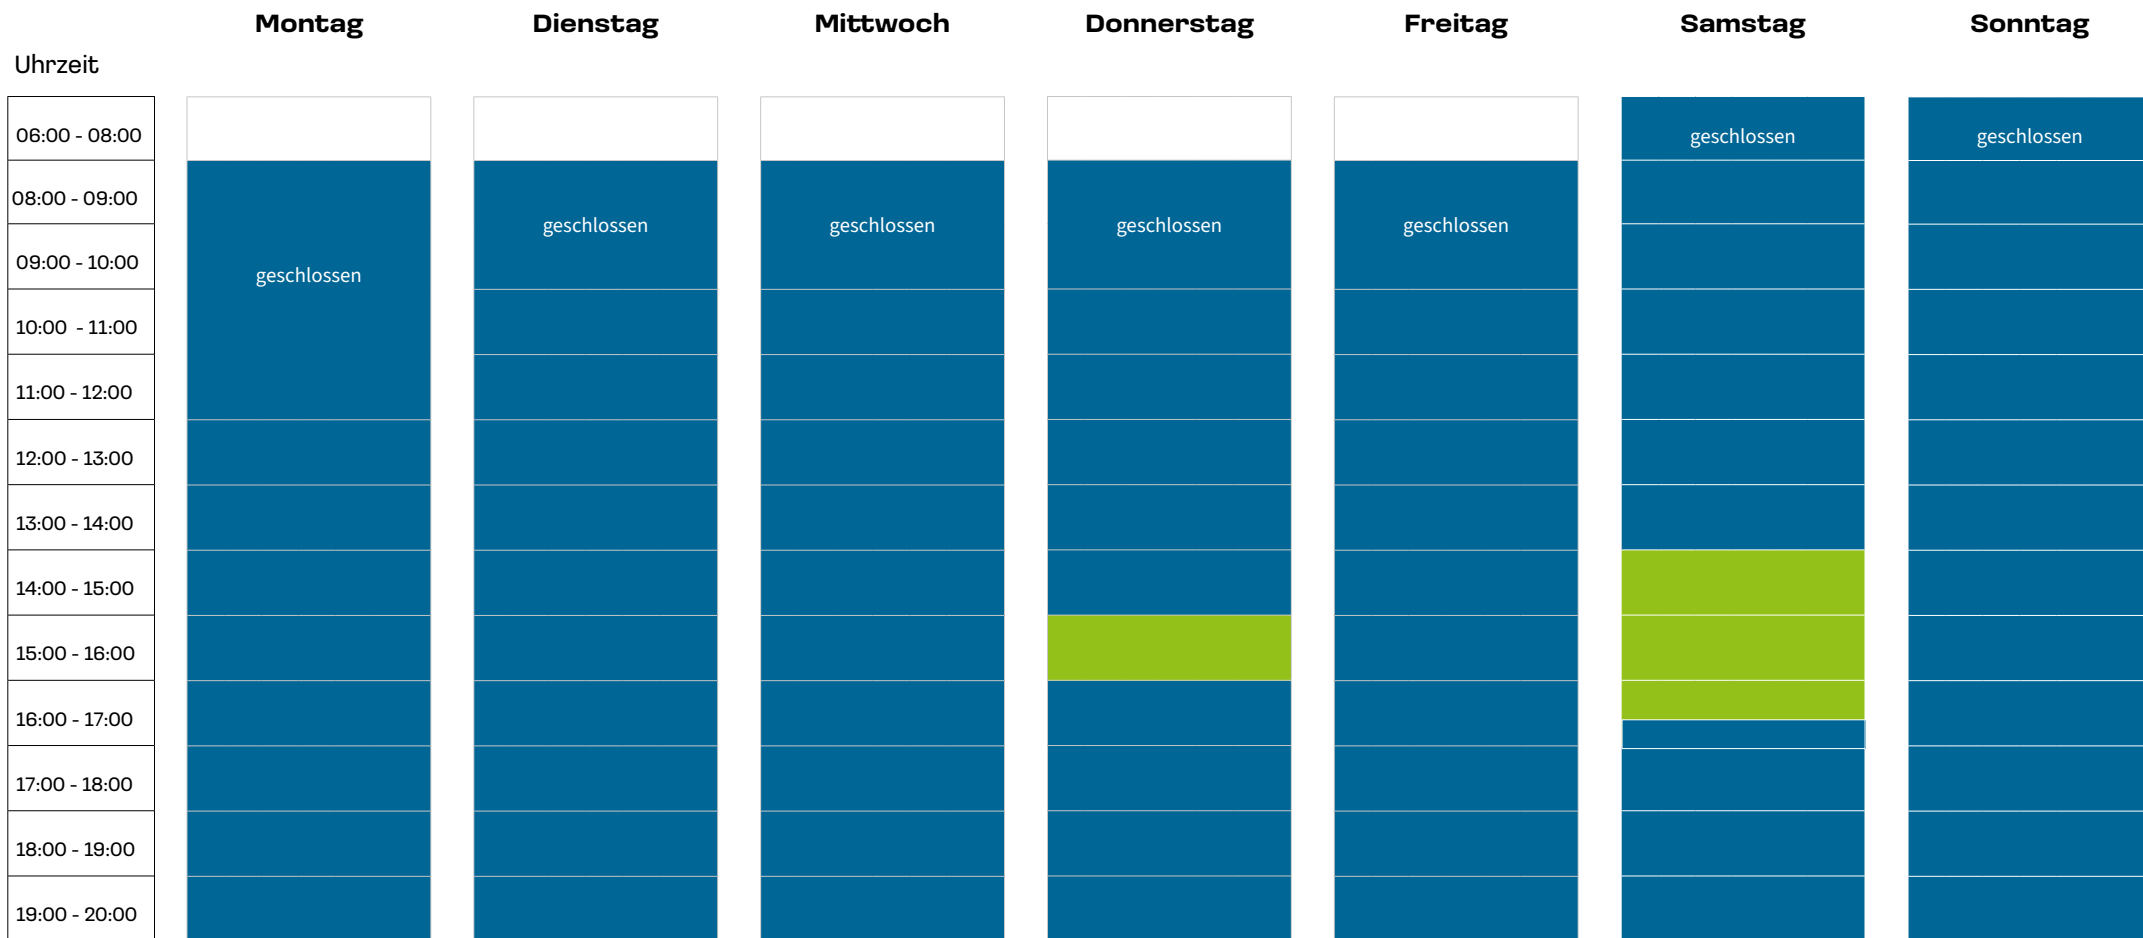 Montag Dienstag Mittwoch Donnerstag Freitag Samstag Sonntag
Uhrzeit
06:00 - 08:00 geschlossen geschlossen
08:00 - 09:00
geschlossen geschlossen geschlossen geschlossen
09:00 - 10:00
geschlossen
10:00 - 11:00
11:00 - 12:00
12:00 - 13:00
13:00 - 14:00
14:00 - 15:00
15:00 - 16:00
16:00 - 17:00
17:00 - 18:00
18:00 - 19:00
19:00 - 20:00